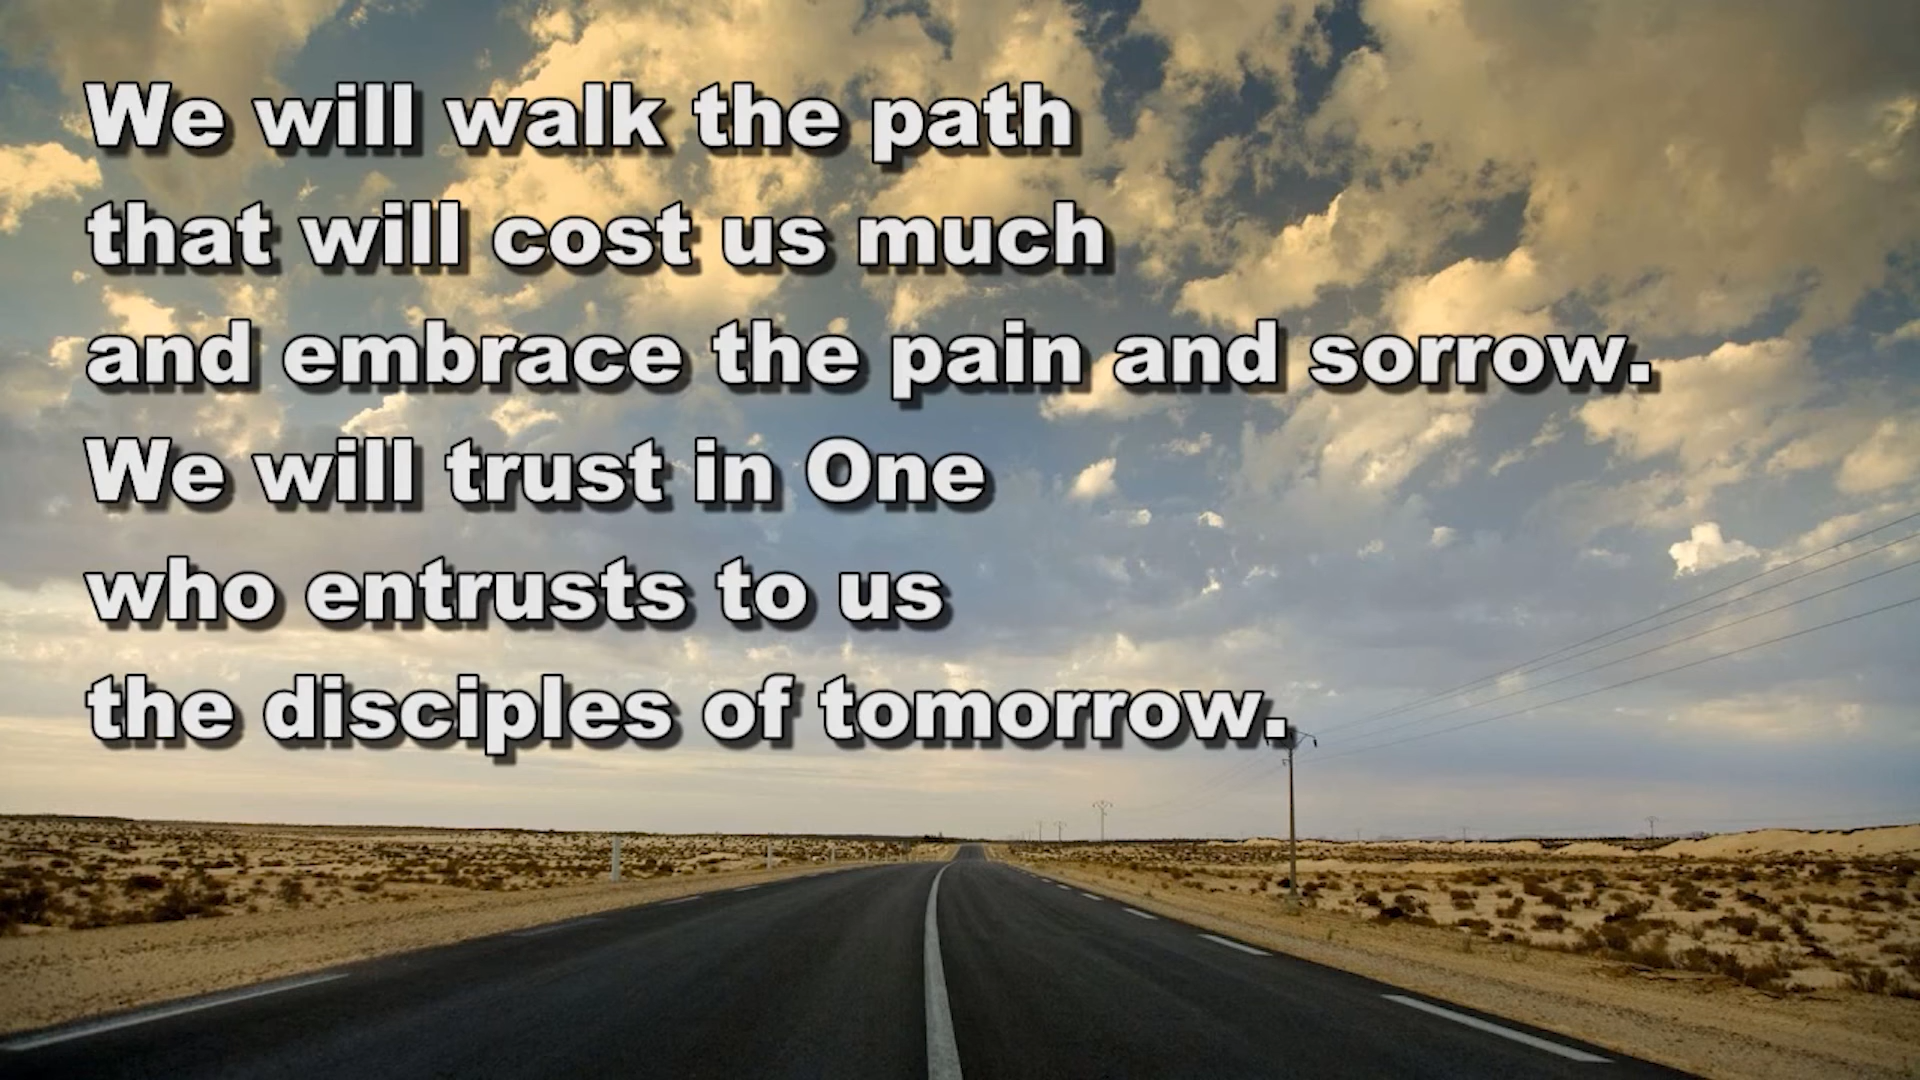 We will walk the path
that will cost us much
and embrace the pain and sorrow.
We will trust in One
who entrusts to us
the disciples of tomorrow.